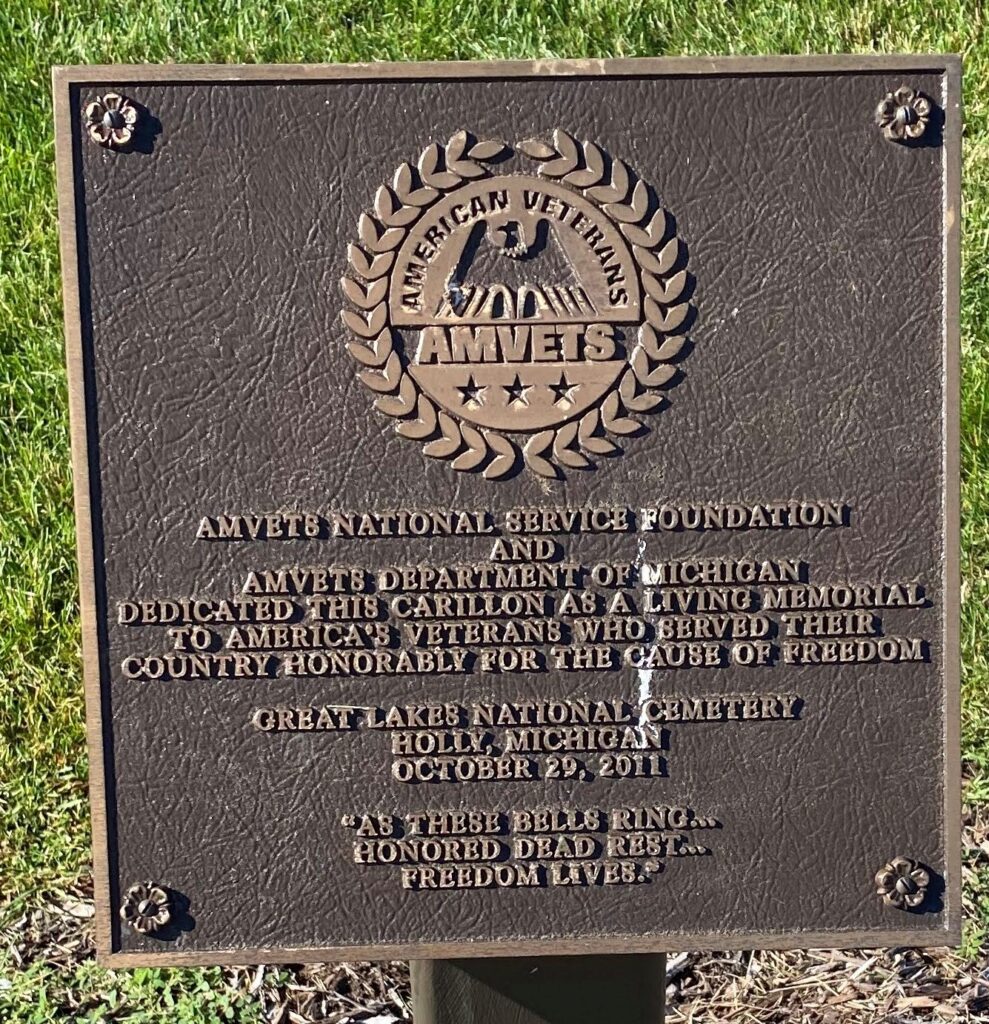 AMERICAN VETERANS
AMVETS
AMVETS NATIONAL SERVICE FOUNDATION
AND
AMVETS DEPARTMENT OF MICHIGAN
DEDICATED THIS CARILLON AS A LIVING MEMORIAL
TO AMERICA'S VETERANS WHO SERVED THEIR
COUNTRY HONORABLY FOR THE CAUSE OF FREEDOM
GREAT LAKES NATIONAL CEMETERY
HOLLY, MICHIGAN
OCTOBER 29, 2011
"AS THESE BELLS RING...
HONORED DEAD REST...
FREEDOM LIVES."